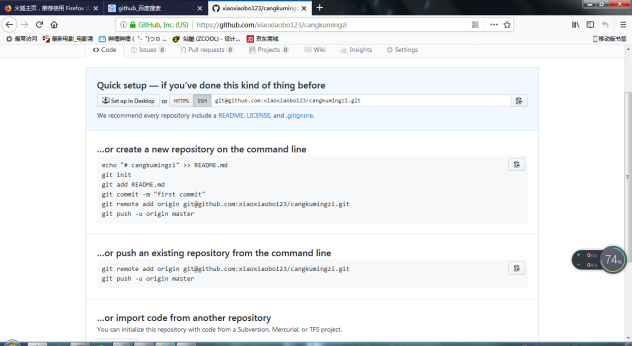 火狐主页，推荐使用 Firefox
github_百度搜索
xiaoxiaobo123/cangkumingzi
GitHub, Inc. (US) https://github.com/xiaoxiaobo123/cangkumingzi
最常访问 最新电影_电影港 哔哩哔哩 ( ゜- ゜)つロ ... 站酷 (ZCOOL) - 设计... 京东商城 移动版书签
Code Issues 0 Pull requests 0 Projects 0 Wiki Insights Settings
Quick setup — if you've done this kind of thing before
Set up in Desktop or HTTPS SSH git@github.com:xiaoxiaobo123/cangkumingzi.git
We recommend every repository include a README, LICENSE, and .gitignore.
...or create a new repository on the command line
echo "# cangkumingzi" >> README.md
git init
git add README.md
git commit -m "first commit"
git remote add origin git@github.com:xiaoxiaobo123/cangkumingzi.git
git push -u origin master
...or push an existing repository from the command line
git remote add origin git@github.com:xiaoxiaobo123/cangkumingzi.git
git push -u origin master
74%
...or import code from another repository
You can initialize this repository with code from a Subversion, Mercurial, or TFS project.